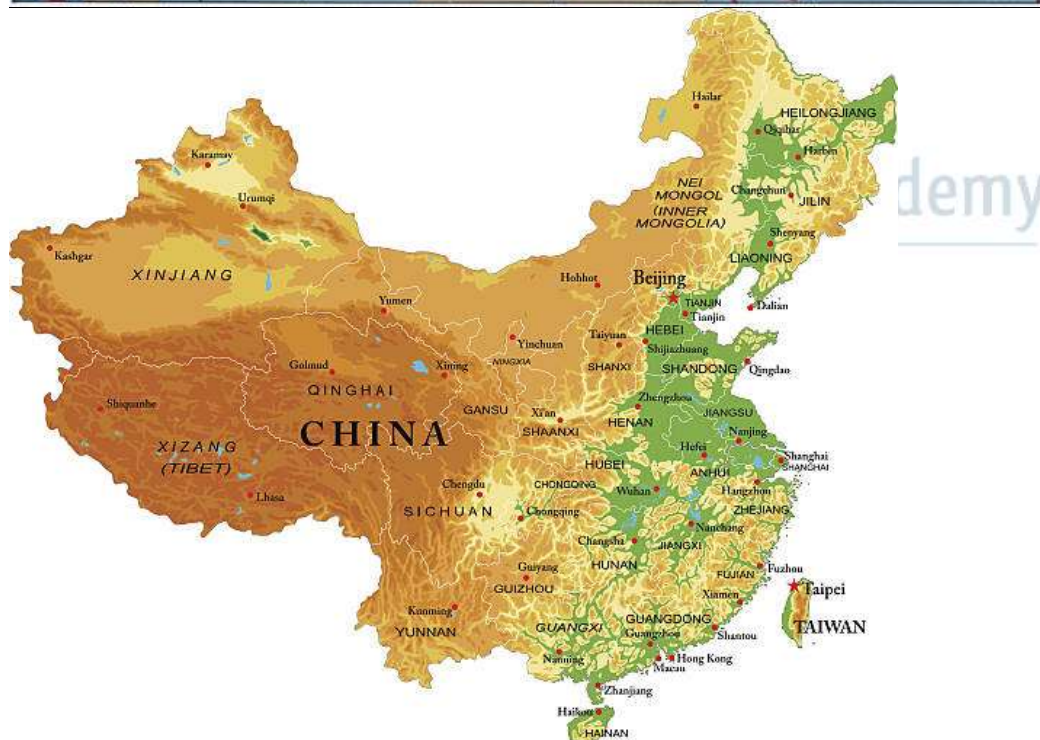 Hailar
HEILONGJIANG
Qiqihar
Harbin
Karamay
demy
NEI
MONGOL
(INNER
MONGOLIA)
Changchun
JILIN
Urumqi
Shenyang
Kashgar
LIAONING
XINJIANG
Hohhot
Beijing
Yumen
TIANJIN
Tianjin
Dalian
HEBEI
Taiyuan
Yinchuan
Shijiazhuang
NINGXIA
SHANXI
SHANDONG
Qingdao
Golmud
Xining
QINGHAI
Shiquanhe
GANSU
Xi'an
Zhengzhou
JIANGSU
HENAN
SHAANXI
CHINA
Nanjing
XIZANG
(TIBET)
Hefei
Shanghai
SHANGHAI
HUBEI
ANHUI
Chengdu
CHONGQING
Wuhan
Hangzhou
Lhasa
SICHUAN
ZHEJIANG
Chongqing
Nanchang
Changsha
JIANGXI
HUNAN
Guiyang
Fuzhou
FUJIAN
GUIZHOU
Taipei
Xiamen
Kunming
GUANGDONG
YUNNAN
GUANGXI
TAIWAN
Guangzhou
Shantou
Nanning
Hong Kong
Macau
Zhanjiang
Haikou
HAINAN